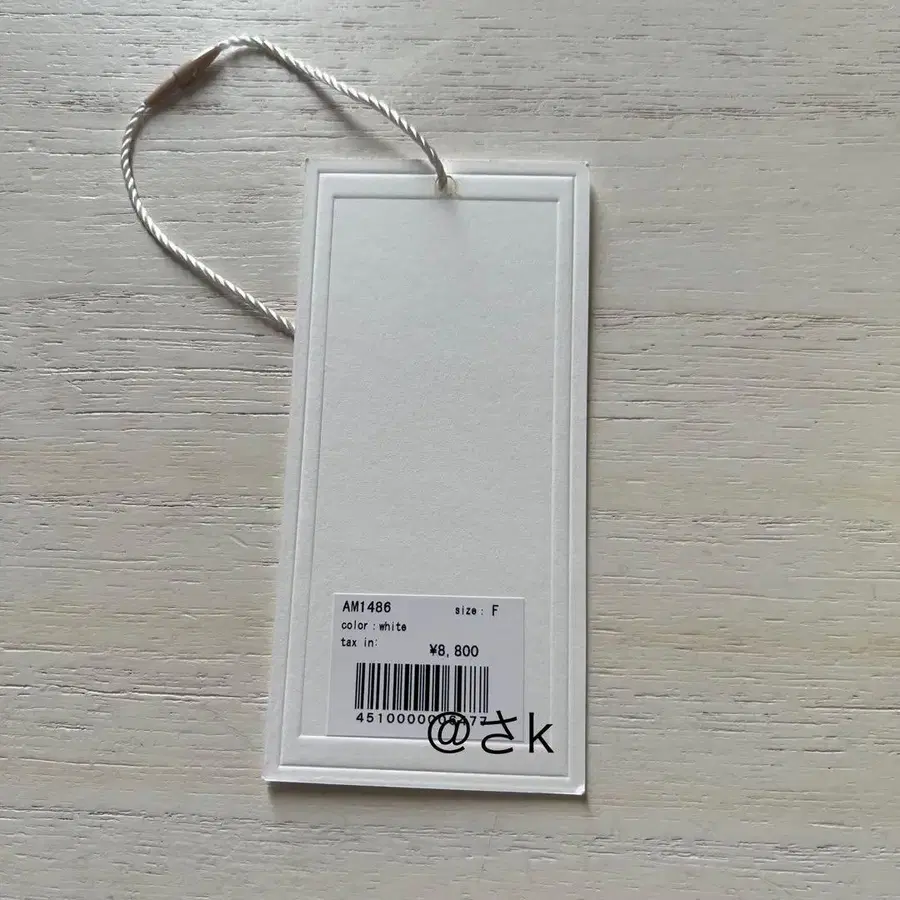 AM1486 size: F
color:white
tax in:
¥8,800
@さk